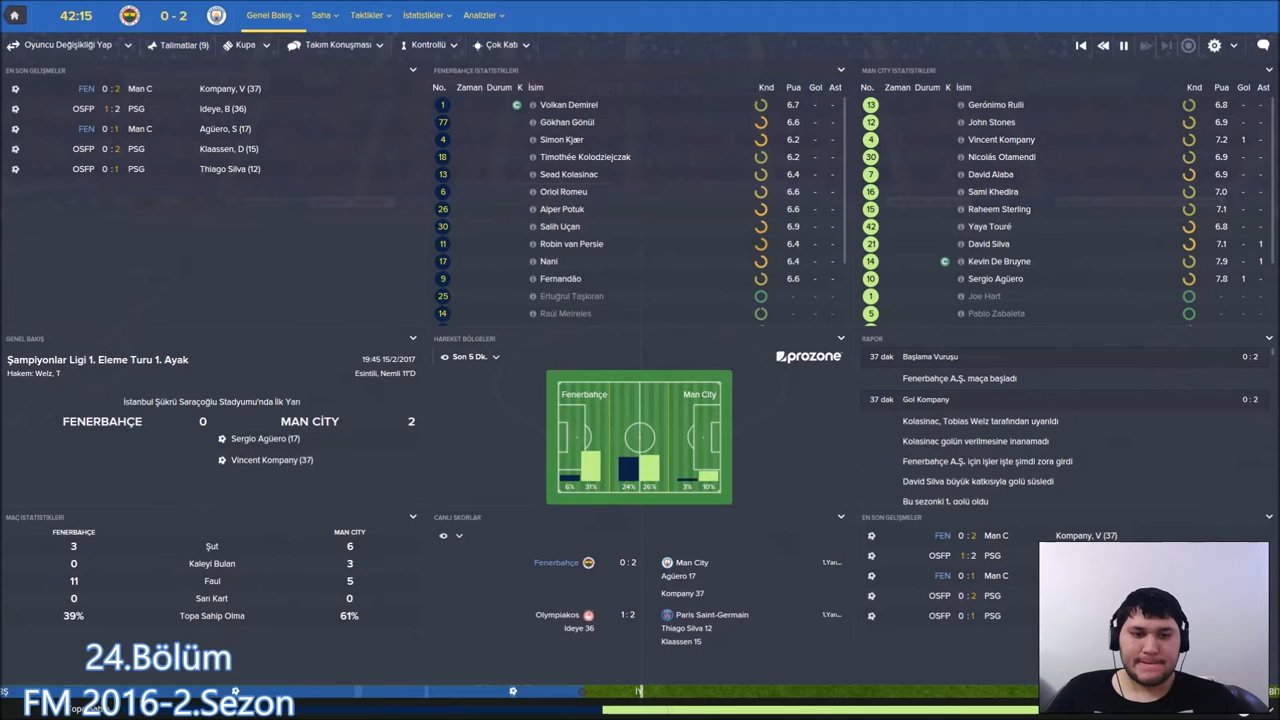 42:15 0 - 2 Genel Bakış Saha Taktikler İstatistikler Analizler
Oyuncu Değişikliği Yap Talimatlar (9) Kupa Takım Konuşması Kontrollü Çok Katı
EN SON GELİŞMELER
FEN 0 : 2 Man C Kompany, V (37)
OSFP 1 : 2 PSG Ideye, B (36)
FEN 0 : 1 Man C Agüero, S (17)
OSFP 0 : 2 PSG Klaassen, D (15)
OSFP 0 : 1 PSG Thiago Silva (12)
FENERBAHÇE İSTATİSTİKLERİ
No. Zaman Durum K İsim Knd Pua Gol Ast
1 C Volkan Demirel 6.7 - -
77 Gökhan Gönül 6.6 - -
4 Simon Kjær 6.2 - -
18 Timothée Kolodziejczak 6.2 - -
13 Sead Kolasinac 6.4 - -
6 Oriol Romeu 6.6 - -
26 Alper Potuk 6.6 - -
30 Salih Uçan 6.9 - -
11 Robin van Persie 6.4 - -
17 Nani 6.4 - -
9 Fernandão 6.6 - -
25 Ertuğrul Taşkıran - - -
14 Raúl Meireles - - -
MAN CITY İSTATİSTİKLERİ
No. Zaman Durum K İsim Knd Pua Gol Ast
13 Gerónimo Rulli 6.8 - -
12 John Stones 6.9 - -
4 Vincent Kompany 7.2 1 -
30 Nicolás Otamendi 6.9 - -
7 David Alaba 6.9 - -
16 Sami Khedira 7.0 - -
15 Raheem Sterling 7.1 - -
42 Yaya Touré 6.8 - -
21 David Silva 7.1 - 1
14 C Kevin De Bruyne 7.9 - 1
10 Sergio Agüero 7.8 1 -
1 Joe Hart - - -
5 Pablo Zabaleta - - -
GENEL BAKIŞ
Şampiyonlar Ligi 1. Eleme Turu 1. Ayak 19:45 15/2/2017
Hakem: Welz, T Esintili, Nemli 11°D
İstanbul Şükrü Saraçoğlu Stadyumu'nda İlk Yarı
FENERBAHÇE 0 MAN CİTY 2
Sergio Agüero (17)
Vincent Kompany (37)
HAREKET BÖLGELERİ
Son 5 Dk. prozone
Fenerbahçe Man City
6% 31% 24% 26% 3% 10%
RAPOR
37 dak Başlama Vuruşu 0 : 2
Fenerbahçe A.Ş. maça başladı
37 dak Gol Kompany 0 : 2
Kolasinac, Tobias Welz tarafından uyarıldı
Kolasinac golün verilmesine inanamadı
Fenerbahçe A.Ş. için işler işte şimdi zora girdi
David Silva büyük katkısıyla golü süsledi
Bu sezonki 1. golü oldu
MAÇ İSTATİSTİKLERİ
FENERBAHÇE MAN CITY
3 Şut 6
0 Kaleyi Bulan 3
11 Faul 5
0 Sarı Kart 0
39% Topa Sahip Olma 61%
CANLI SKORLAR
Fenerbahçe 0 : 2 Man City 1.Yarı...
Agüero 17
Kompany 37
Olympiakos 1 : 2 Paris Saint-Germain 1.Yarı...
Ideye 36 Thiago Silva 12
Klaassen 15
EN SON GELİŞMELER
FEN 0 : 2 Man C Kompany, V (37)
OSFP 1 : 2 PSG
FEN 0 : 1 Man C
OSFP 0 : 2 PSG
OSFP 0 : 1 PSG
24.Bölüm
FM 2016-2.Sezon
İY